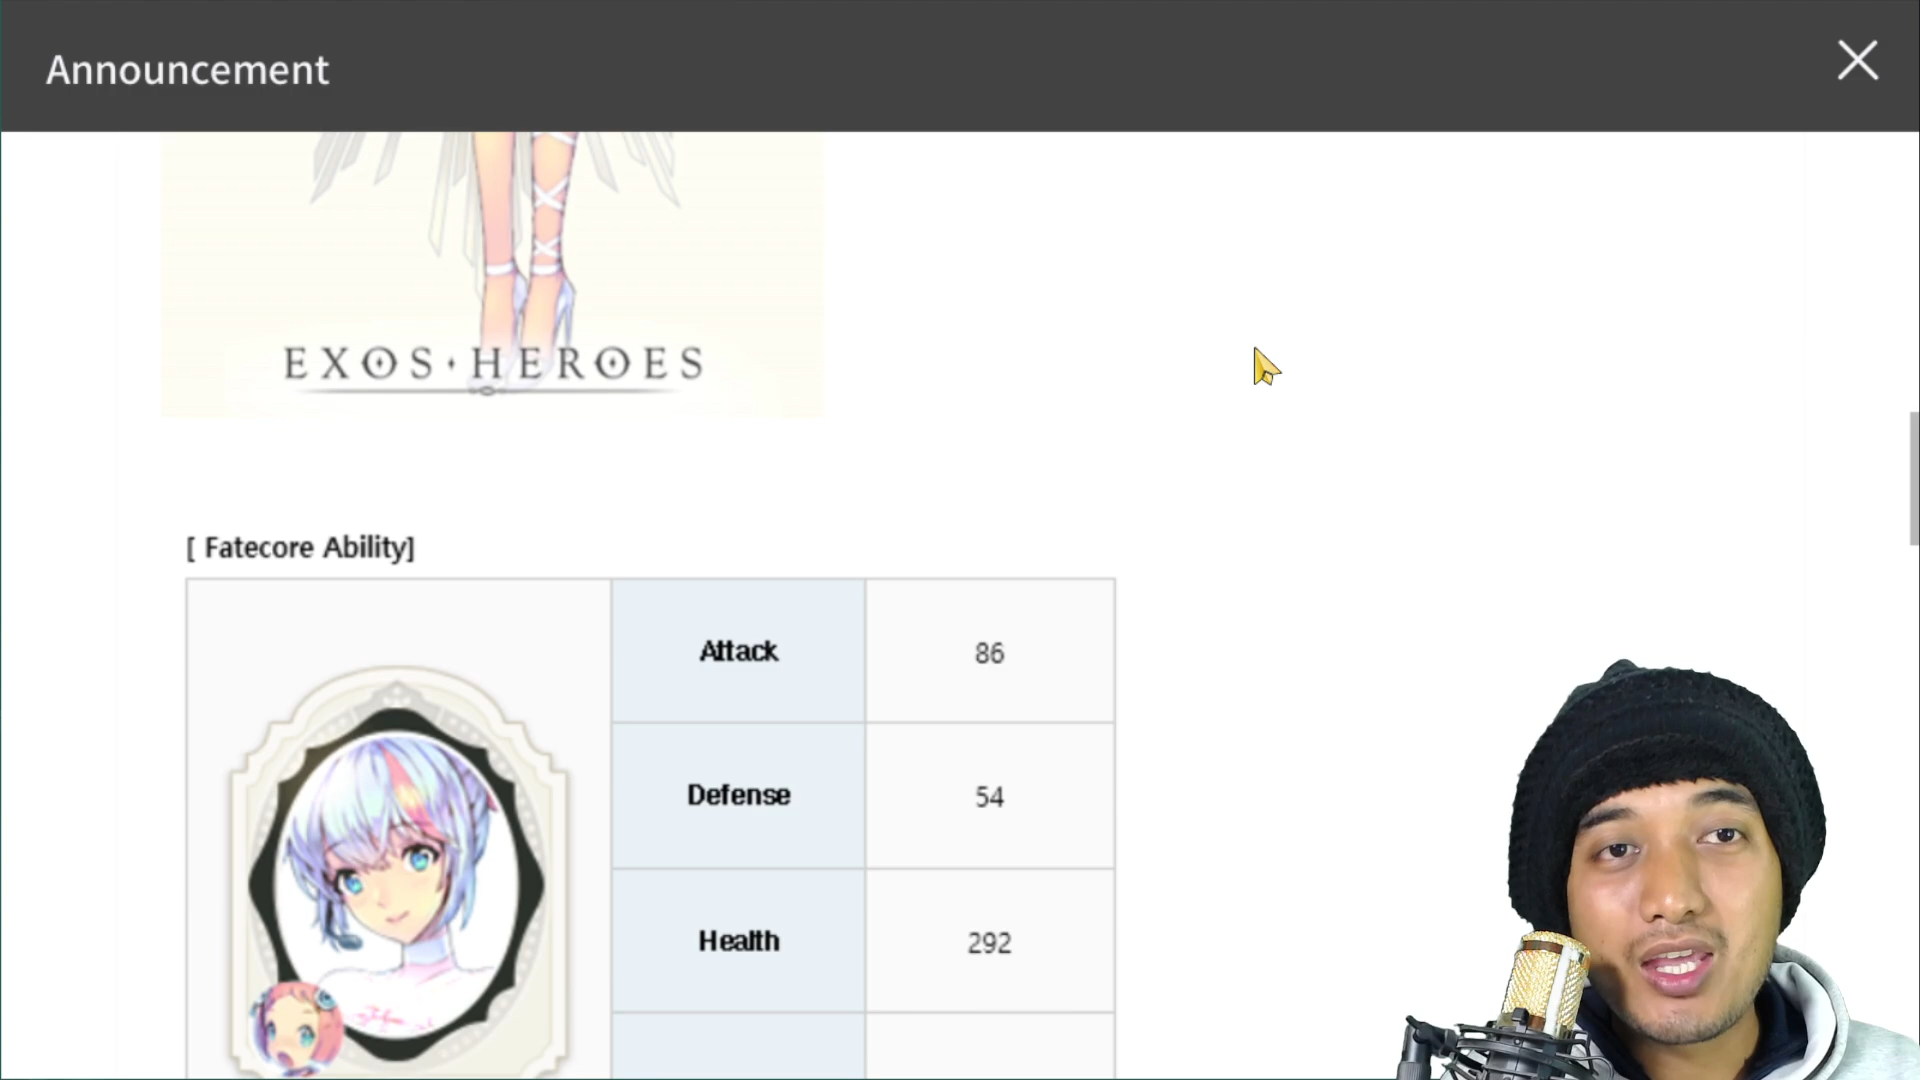 Announcement
EXOS HEROES
[ Fatecore Ability]
Attack 86
Defense 54
Health 292